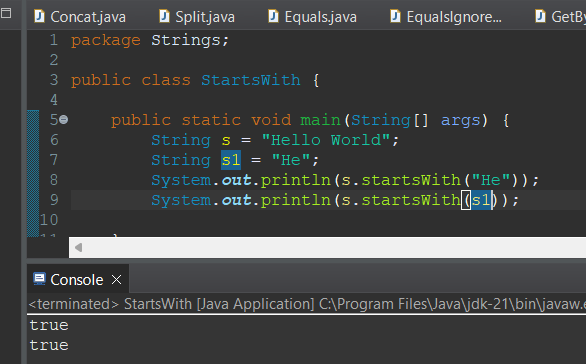 Concat.java Split.java Equals.java EqualsIgnore... GetBy
1 package Strings;
2
3 public class StartsWith {
4
5 public static void main(String[] args) {
6 String s = "Hello World";
7 String s1 = "He";
8 System.out.println(s.startsWith("He"));
9 System.out.println(s.startsWith(s1));
10
11 }
Console
<terminated> StartsWith [Java Application] C:\Program Files\Java\jdk-21\bin\javaw.e
true
true